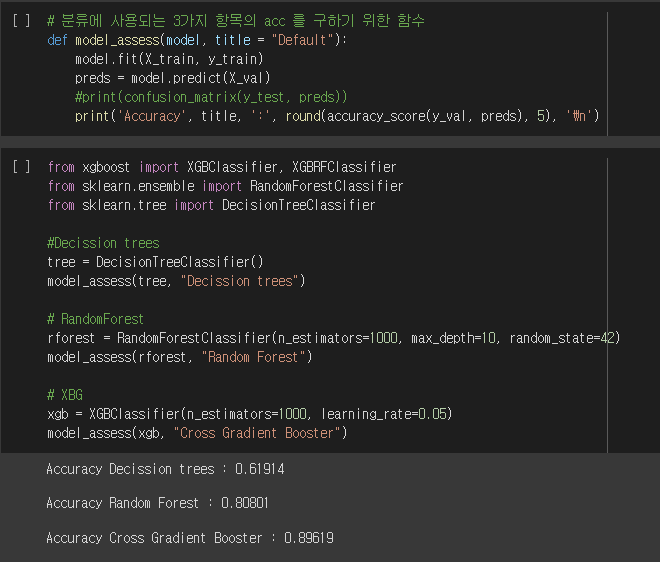 [ ] # 분류에 사용되는 3가지 항목의 acc 를 구하기 위한 함수
def model_assess(model, title = "Default"):
model.fit(X_train, y_train)
preds = model.predict(X_val)
#print(confusion_matrix(y_test, preds))
print('Accuracy', title, ':', round(accuracy_score(y_val, preds), 5), '₩n')
[ ] from xgboost import XGBClassifier, XGBRFClassifier
from sklearn.ensemble import RandomForestClassifier
from sklearn.tree import DecisionTreeClassifier
#Decission trees
tree = DecisionTreeClassifier()
model_assess(tree, "Decission trees")
# RandomForest
rforest = RandomForestClassifier(n_estimators=1000, max_depth=10, random_state=42)
model_assess(rforest, "Random Forest")
# XBG
xgb = XGBClassifier(n_estimators=1000, learning_rate=0.05)
model_assess(xgb, "Cross Gradient Booster")
Accuracy Decission trees : 0.61914
Accuracy Random Forest : 0.80801
Accuracy Cross Gradient Booster : 0.89619